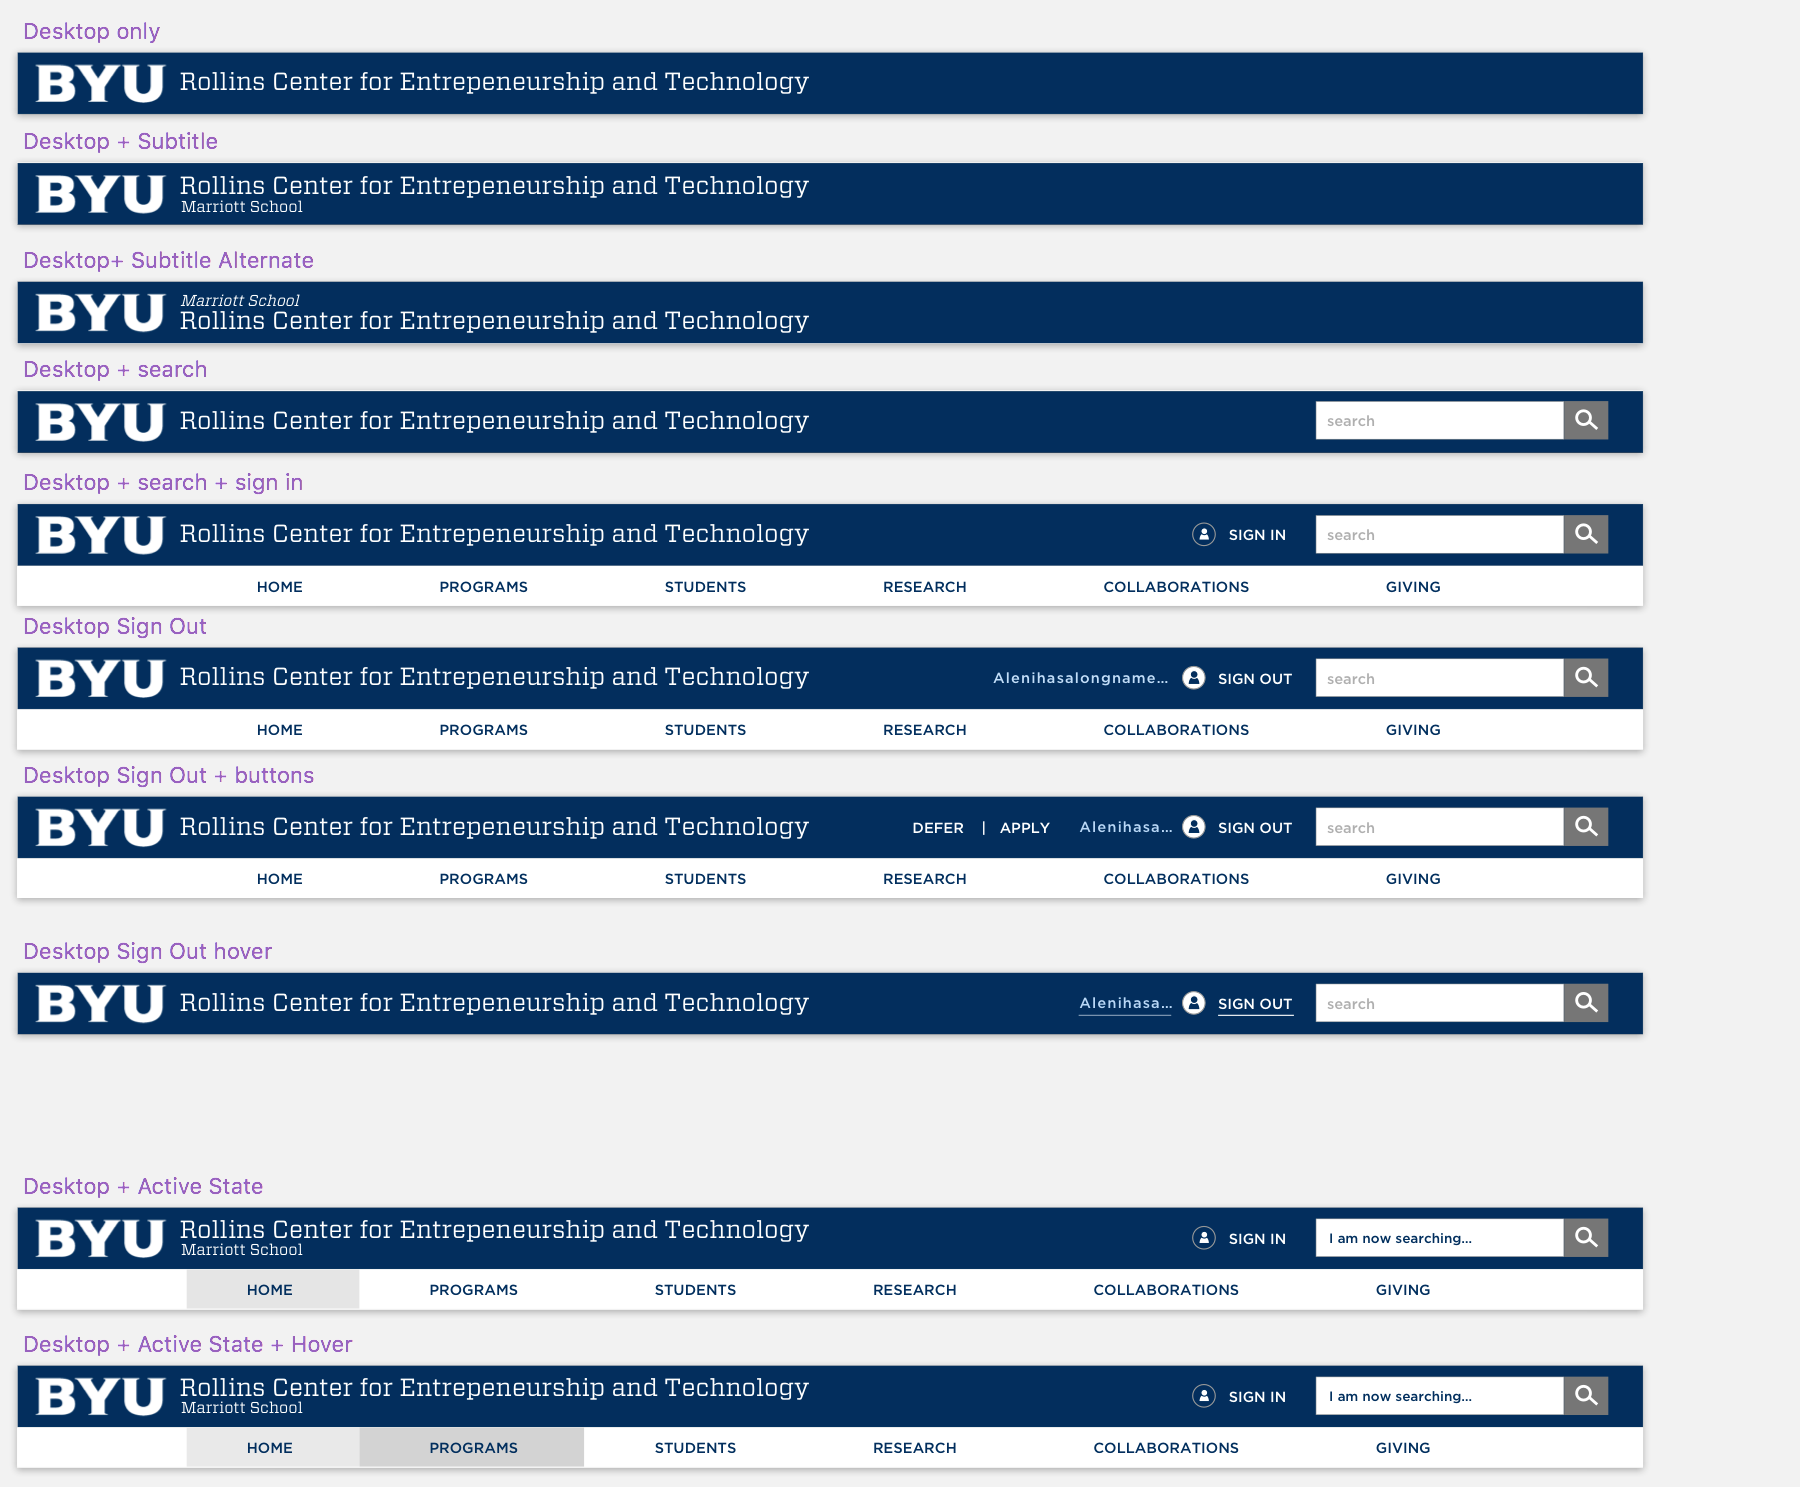 Desktop only
BYU Rollins Center for Entrepeneurship and Technology
Desktop + Subtitle
BYU Rollins Center for Entrepeneurship and Technology
Marriott School
Desktop+ Subtitle Alternate
Marriott School
BYU Rollins Center for Entrepeneurship and Technology
Desktop + search
BYU Rollins Center for Entrepeneurship and Technology search
Desktop + search + sign in
BYU Rollins Center for Entrepeneurship and Technology SIGN IN search
HOME PROGRAMS STUDENTS RESEARCH COLLABORATIONS GIVING
Desktop Sign Out
BYU Rollins Center for Entrepeneurship and Technology Alenihasalongname... SIGN OUT search
HOME PROGRAMS STUDENTS RESEARCH COLLABORATIONS GIVING
Desktop Sign Out + buttons
BYU Rollins Center for Entrepeneurship and Technology DEFER | APPLY Alenihasa... SIGN OUT search
HOME PROGRAMS STUDENTS RESEARCH COLLABORATIONS GIVING
Desktop Sign Out hover
BYU Rollins Center for Entrepeneurship and Technology Alenihasa... SIGN OUT search
Desktop + Active State
BYU Rollins Center for Entrepeneurship and Technology SIGN IN I am now searching...
Marriott School
HOME PROGRAMS STUDENTS RESEARCH COLLABORATIONS GIVING
Desktop + Active State + Hover
BYU Rollins Center for Entrepeneurship and Technology SIGN IN I am now searching...
Marriott School
HOME PROGRAMS STUDENTS RESEARCH COLLABORATIONS GIVING